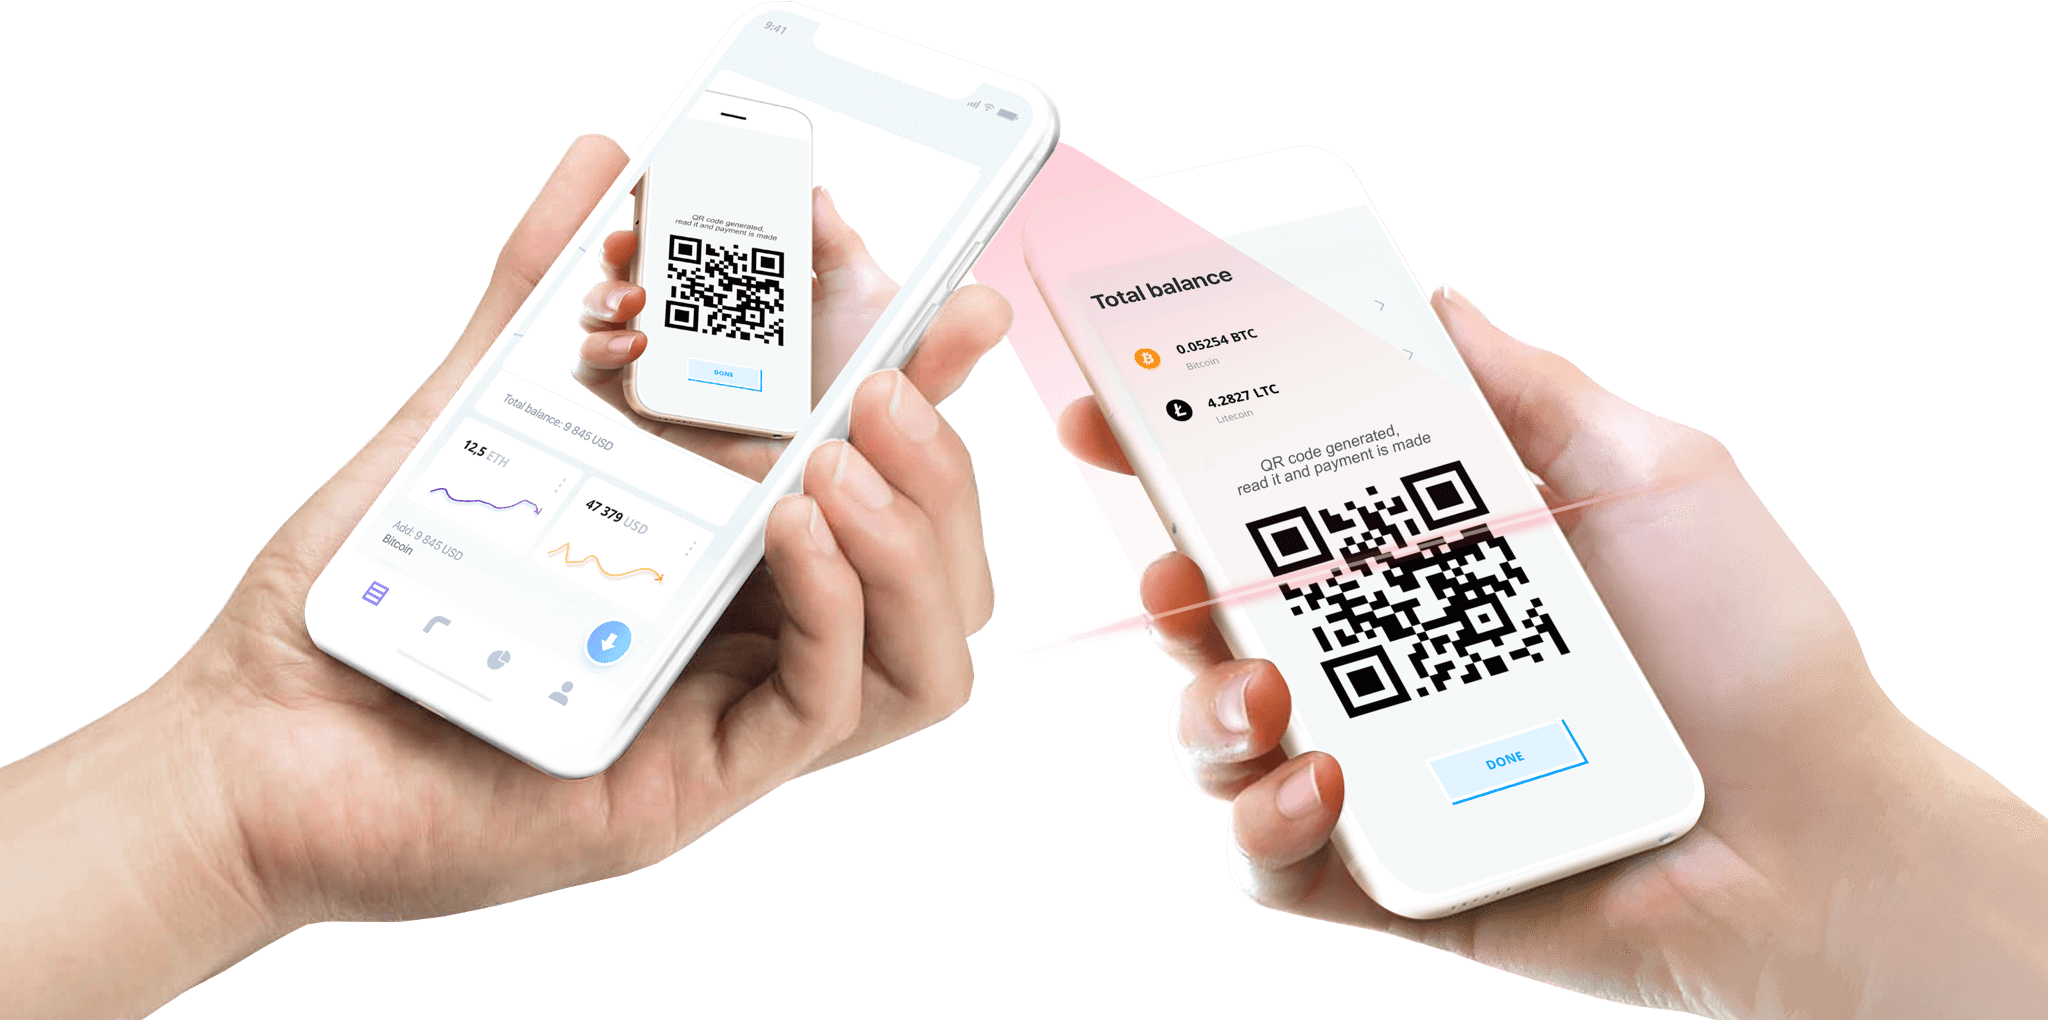 9:41
QR code generated,
read it and payment is made
DONE
Total balance: 9 845 USD
12,5 ETH
47 379 USD
Add: 9 845 USD
Bitcoin
Total balance
0.05254 BTC
Bitcoin
4.2827 LTC
Litecoin
QR code generated,
read it and payment is made
DONE